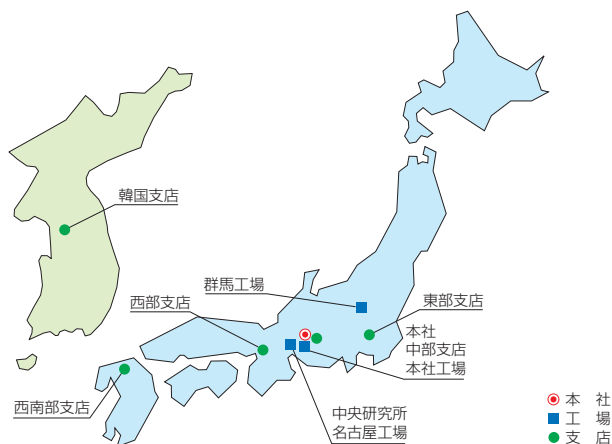 韓国支店
群馬工場
西部支店
東部支店
本社
中部支店
本社工場
西南部支店
中央研究所
名古屋工場
本　社
工　場
支　店